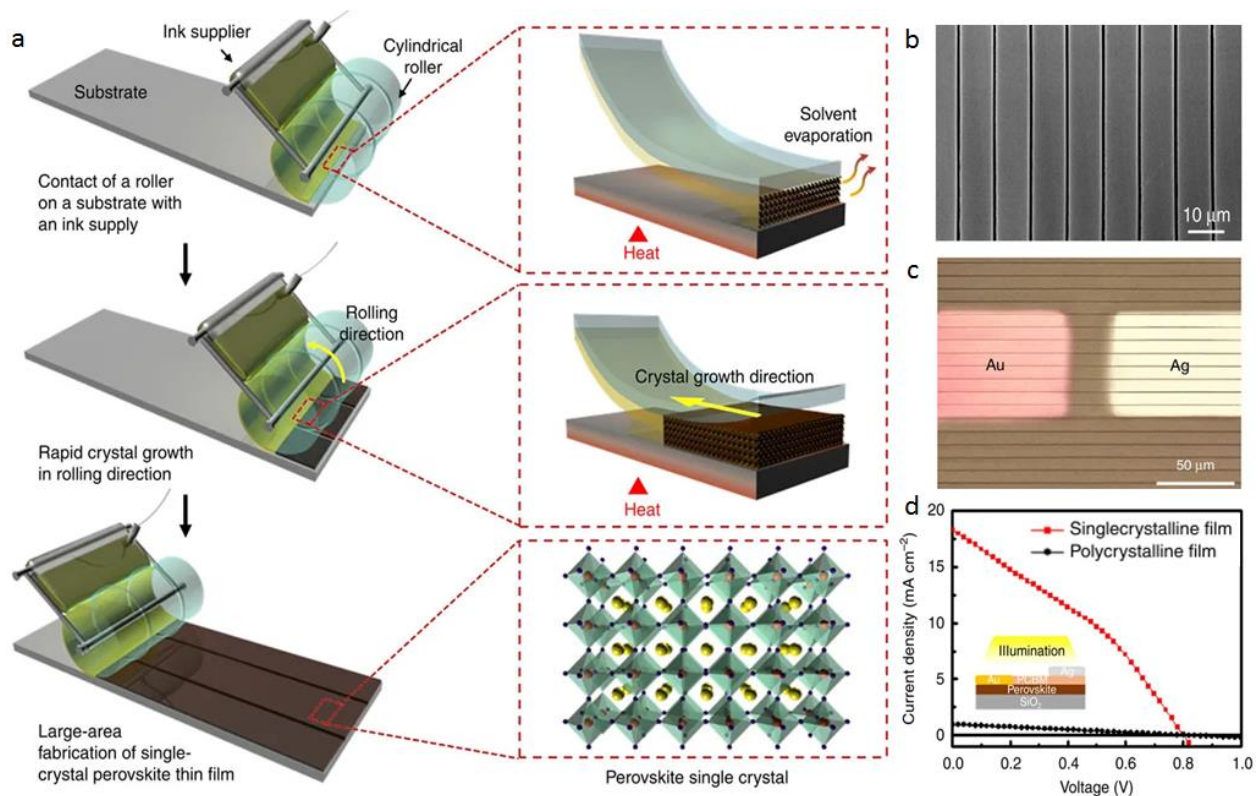 a
Ink supplier
Cylindrical
roller
Substrate
Contact of a roller
on a substrate with
an ink supply
Solvent
evaporation
Heat
Rolling
direction
Rapid crystal growth
in rolling direction
Crystal growth direction
Heat
Large-area
fabrication of single-
crystal perovskite thin film
Perovskite single crystal
b
10 μm
c
Au
Ag
50 μm
d
Current density (mA cm⁻²)
20
15
10
5
0
Singlecrystalline film
Polycrystalline film
Illumination
Ag
Au
PCBM
Perovskite
SiO₂
0.0 0.2 0.4 0.6 0.8 1.0
Voltage (V)